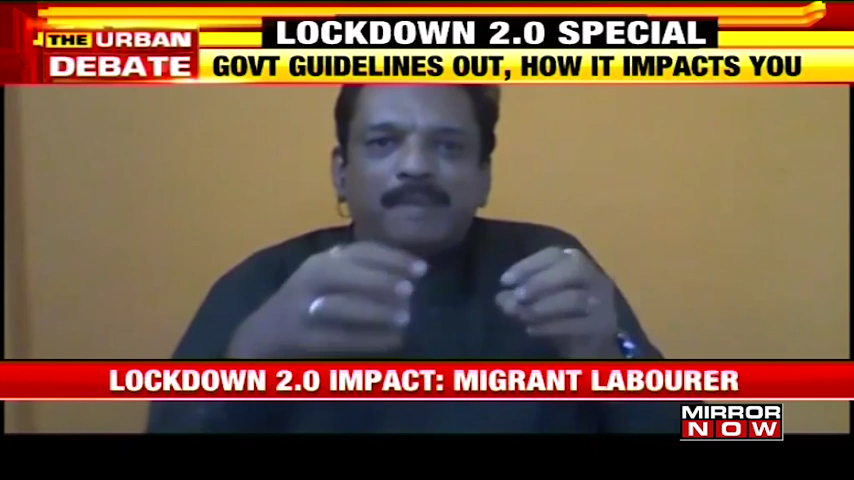 THE URBAN
DEBATE
LOCKDOWN 2.0 SPECIAL
GOVT GUIDELINES OUT, HOW IT IMPACTS YOU
LOCKDOWN 2.0 IMPACT: MIGRANT LABOURER
MIRROR
NOW